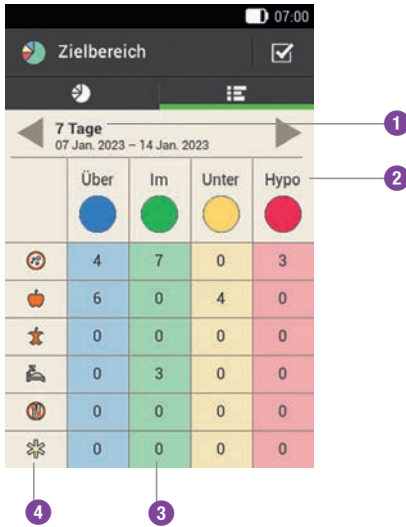 07:00
Zielbereich
7 Tage
07 Jan. 2023 – 14 Jan. 2023
1
Über Im Unter Hypo
2
4 7 0 3
6 0 4 0
0 0 0 0
0 3 0 0
0 0 0 0
0 0 0 0
4 3